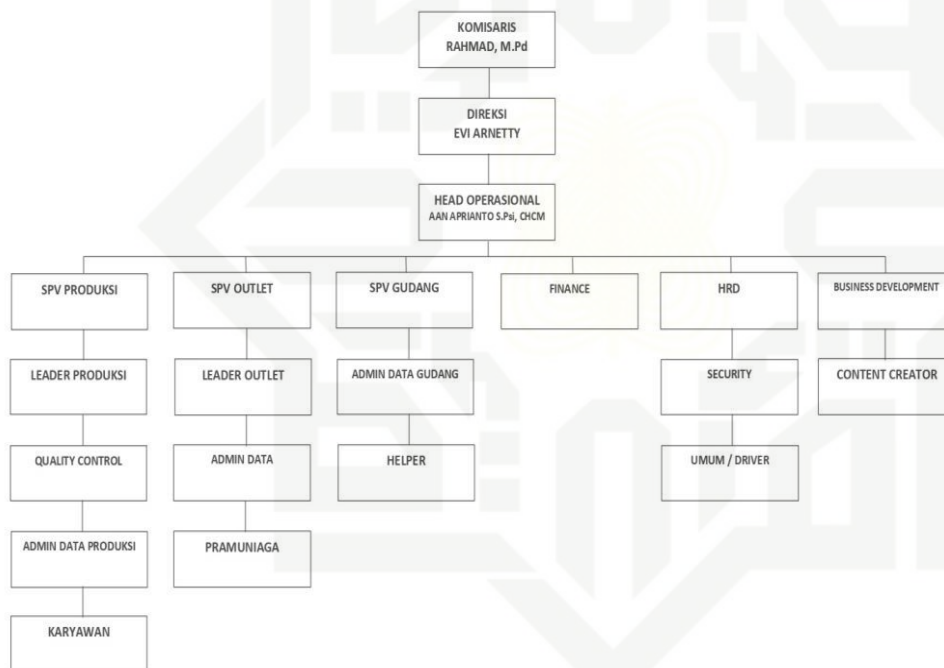 KOMISARIS
RAHMAD, M.Pd
DIREKSI
EVI ARNETTY
HEAD OPERASIONAL
AAN APRIANTO S.Psi, CHCM
SPV PRODUKSI
SPV OUTLET
SPV GUDANG
FINANCE
HRD
BUSINESS DEVELOPMENT
LEADER PRODUKSI
LEADER OUTLET
ADMIN DATA GUDANG
SECURITY
CONTENT CREATOR
QUALITY CONTROL
ADMIN DATA
HELPER
UMUM / DRIVER
ADMIN DATA PRODUKSI
PRAMUNIAGA
KARYAWAN